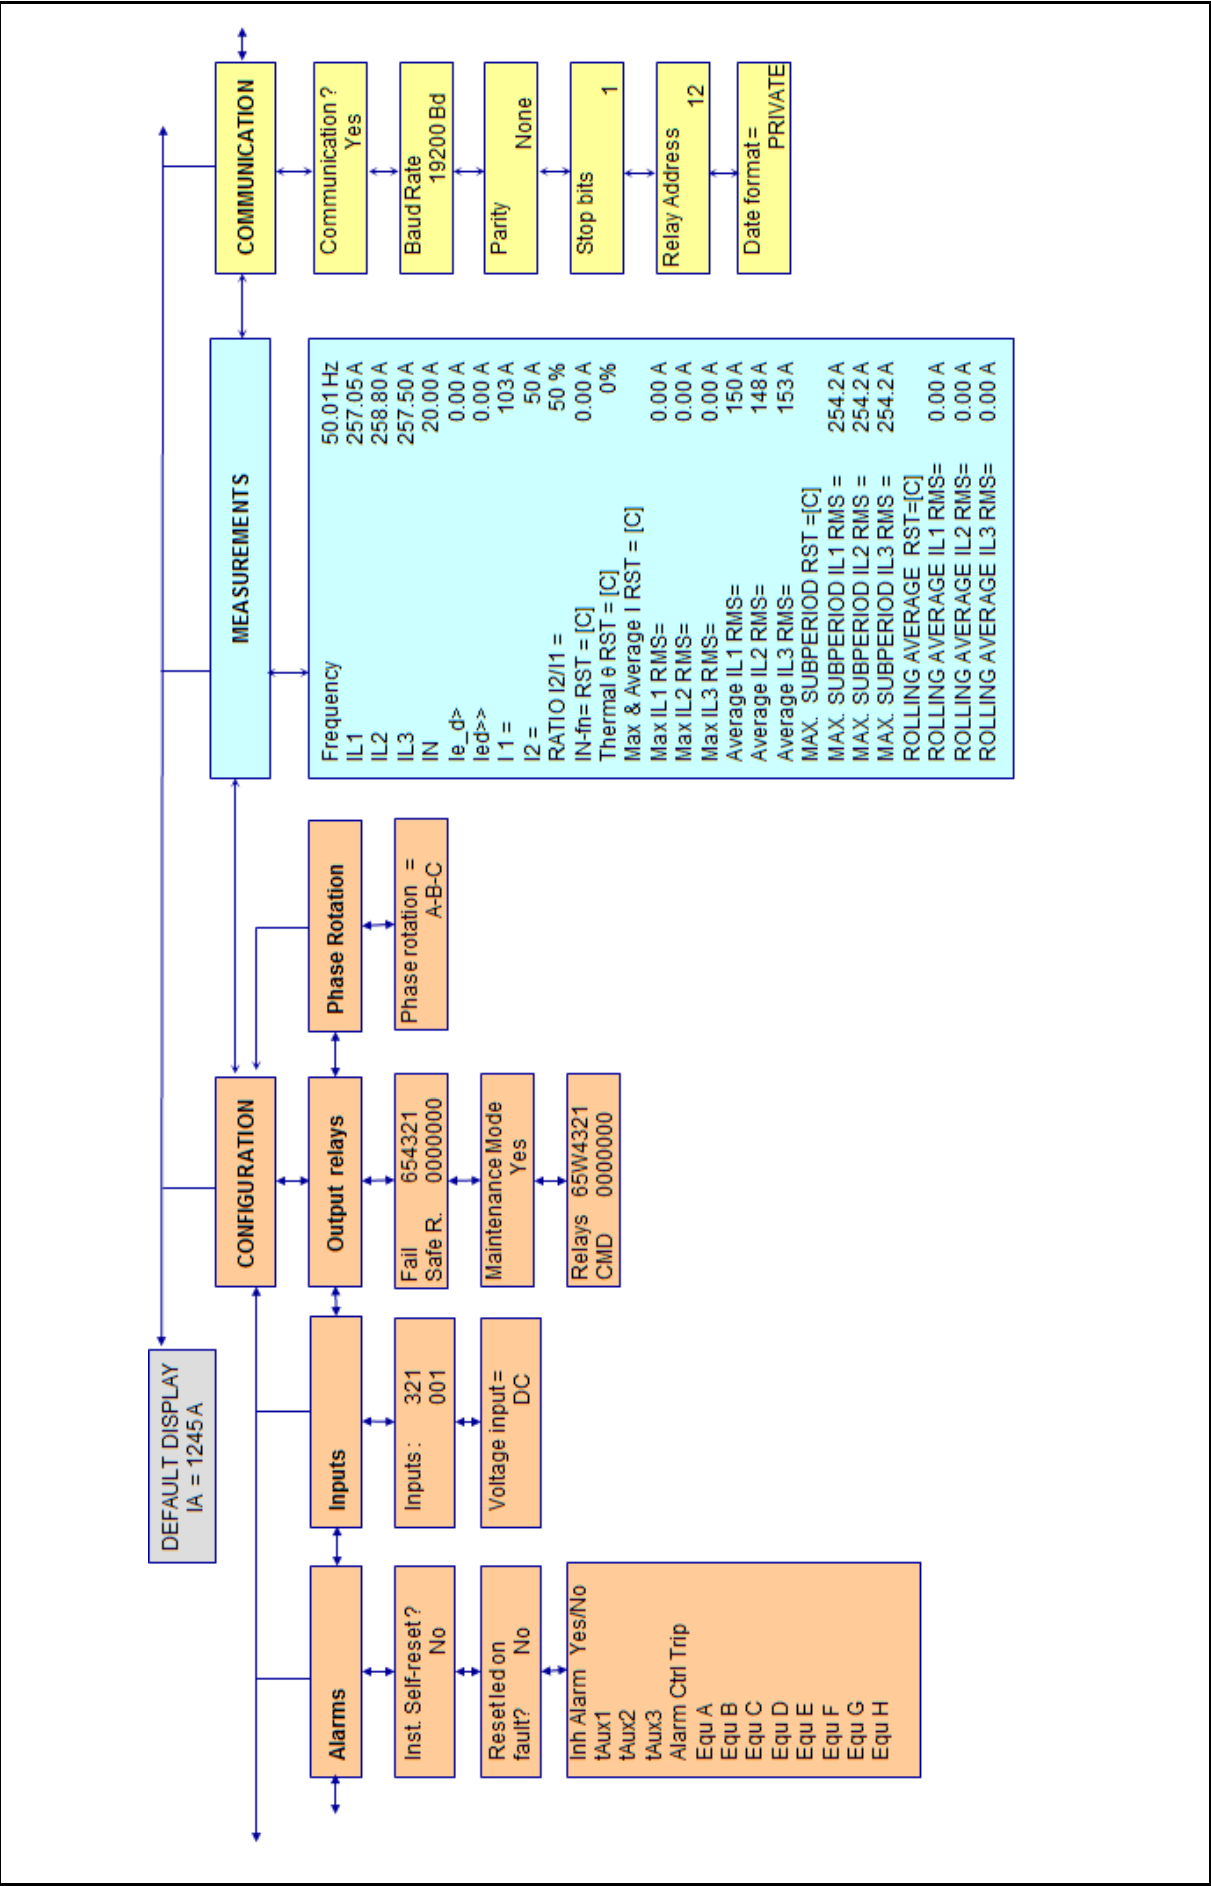 DEFAULT DISPLAY
IA = 1245 A
CONFIGURATION
MEASUREMENTS
COMMUNICATION
Alarms
Inst. Self-reset ?
No
Reset led on
fault? No
Inh Alarm Yes/No
tAux1
tAux2
tAux3
Alarm Ctrl Trip
Equ A
Equ B
Equ C
Equ D
Equ E
Equ F
Equ G
Equ H
Inputs
Inputs : 321
001
Voltage input =
DC
Output relays
Fail 654321
Safe R. 0000000
Maintenance Mode
Yes
Relays 65W4321
CMD 0000000
Phase Rotation
Phase rotation =
A-B-C
Frequency 50.01 Hz
IL1 257.05 A
IL2 258.80 A
IL3 257.50 A
IN 20.00 A
Ie_d> 0.00 A
Ied>> 0.00 A
I1 = 103 A
I2 = 50 A
RATIO I2/I1 = 50 %
IN-fn= RST = [C] 0.00 A
Thermal θ RST = [C] 0%
Max & Average I RST = [C]
Max IL1 RMS= 0.00 A
Max IL2 RMS= 0.00 A
Max IL3 RMS= 0.00 A
Average IL1 RMS= 150 A
Average IL2 RMS= 148 A
Average IL3 RMS= 153 A
MAX. SUBPERIOD RST =[C]
MAX. SUBPERIOD IL1 RMS = 254.2 A
MAX. SUBPERIOD IL2 RMS = 254.2 A
MAX. SUBPERIOD IL3 RMS = 254.2 A
ROLLING AVERAGE RST=[C]
ROLLING AVERAGE IL1 RMS= 0.00 A
ROLLING AVERAGE IL2 RMS= 0.00 A
ROLLING AVERAGE IL3 RMS= 0.00 A
Communication ?
Yes
Baud Rate
19200 Bd
Parity
None
Stop bits
1
Relay Address
12
Date format =
PRIVATE